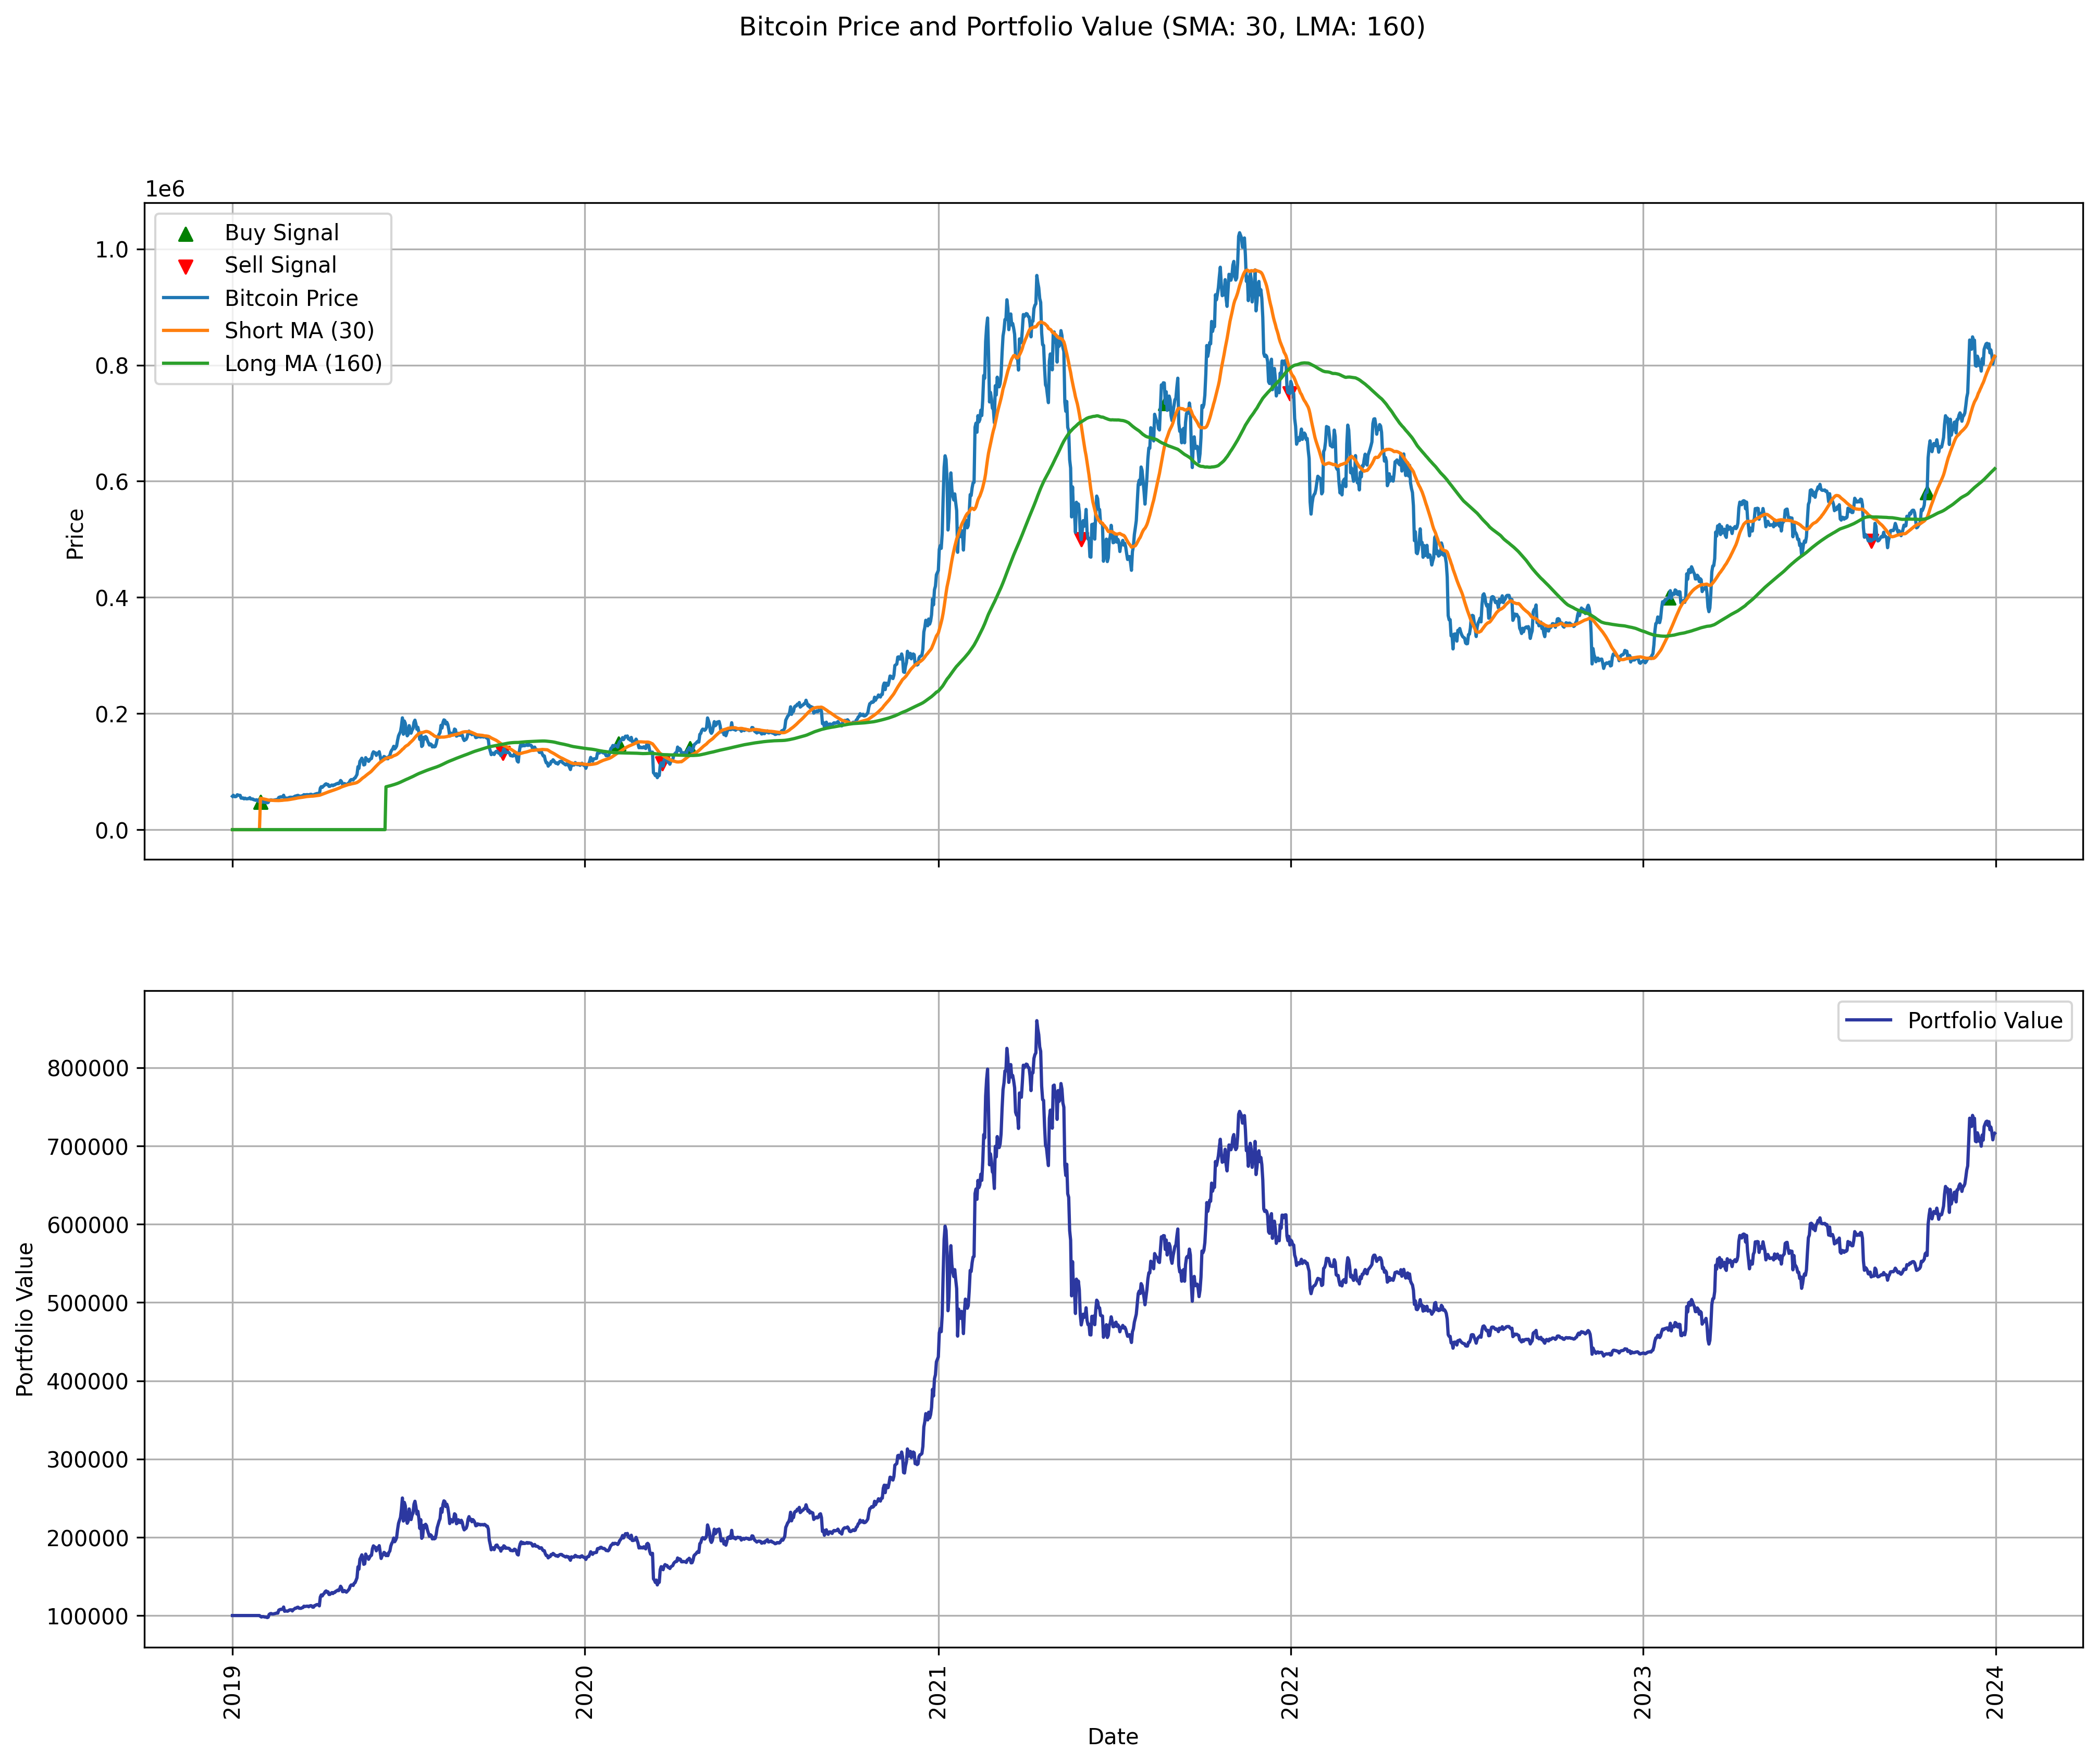 Bitcoin Price and Portfolio Value (SMA: 30, LMA: 160)
1e6
Buy Signal
Sell Signal
Bitcoin Price
Short MA (30)
Long MA (160)
1.0
0.8
0.6
0.4
0.2
0.0
Price
Portfolio Value
800000
700000
600000
500000
400000
300000
200000
100000
Portfolio Value
2019
2020
2021
2022
2023
2024
Date